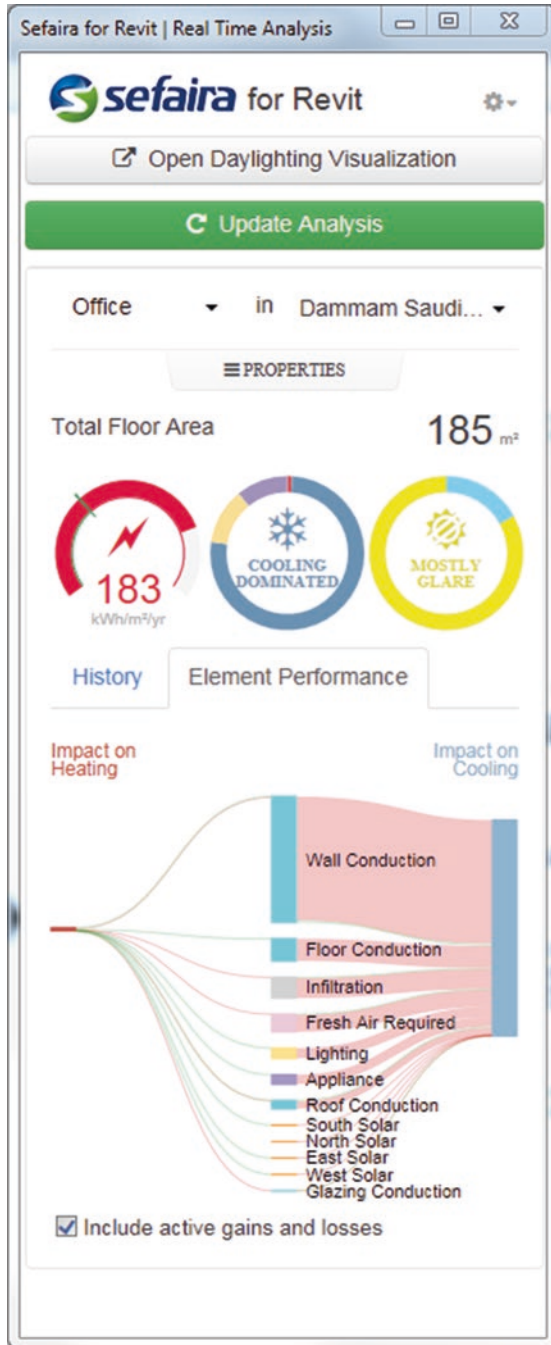 Sefaira for Revit | Real Time Analysis
sefaira for Revit
Open Daylighting Visualization
Update Analysis
Office in Dammam Saudi...
PROPERTIES
Total Floor Area 185 m²
183
kWh/m²/yr
COOLING
DOMINATED
MOSTLY
GLARE
History Element Performance
Impact on
Heating
Impact on
Cooling
Wall Conduction
Floor Conduction
Infiltration
Fresh Air Required
Lighting
Appliance
Roof Conduction
South Solar
North Solar
East Solar
West Solar
Glazing Conduction
Include active gains and losses